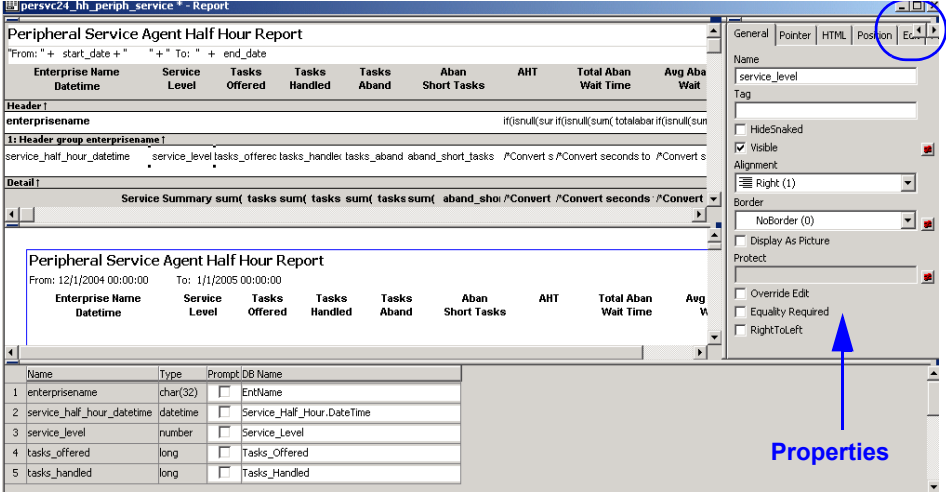 persvc24_hh_periph_service * - Report
Peripheral Service Agent Half Hour Report
"From: " + start_date + " " + " To: " + end_date
Enterprise Name Service Tasks Tasks Tasks Aban AHT Total Aban Avg Aba
Datetime Level Offered Handled Aband Short Tasks Wait Time Wait
Header ↑
enterprisename if(isnull(sur if(isnull(sum( totalabar if(isnull(sum
1: Header group enterprisename ↑
service_half_hour_datetime service_level tasks_offerec tasks_handlec tasks_aband aband_short_tasks /*Convert s /*Convert seconds to /*Convert s
Detail ↑
Service Summary sum( tasks sum( tasks sum( tasks sum( aband_shor /*Convert /*Convert seconds /*Convert
Peripheral Service Agent Half Hour Report
From: 12/1/2004 00:00:00 To: 1/1/2005 00:00:00
Enterprise Name Service Tasks Tasks Tasks Aban AHT Total Aban Avg
Datetime Level Offered Handled Aband Short Tasks Wait Time W
Name Type Prompt DB Name
1 enterprisename char(32) EntName
2 service_half_hour_datetime datetime Service_Half_Hour.DateTime
3 service_level number Service_Level
4 tasks_offered long Tasks_Offered
5 tasks_handled long Tasks_Handled
General Pointer HTML Position
Name
service_level
Tag
HideSnaked
Visible
Alignment
Right (1)
Border
NoBorder (0)
Display As Picture
Protect
Override Edit
Equality Required
RightToLeft
Properties